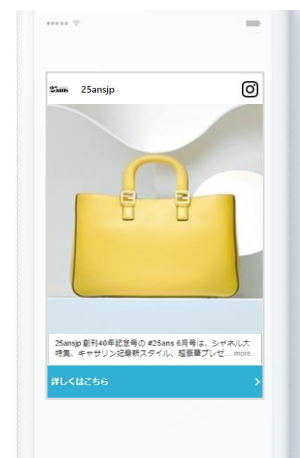 25ans 25ansjp
25ansjp 創刊40年記念号の #25ans 6月号は、シャネル大
特集、キャサリン妃最新スタイル、超豪華プレゼ... more
詳しくはこちら